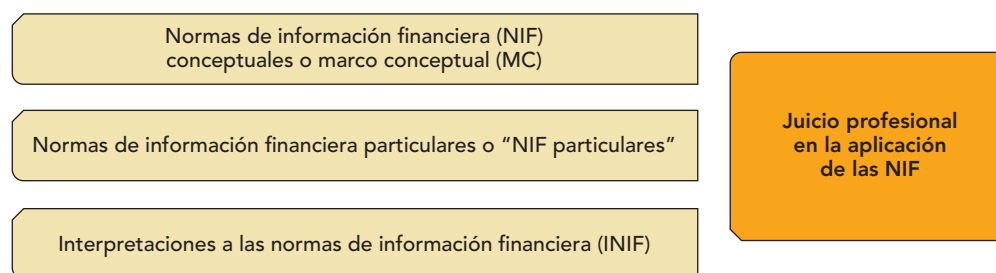 Normas de información financiera (NIF)
conceptuales o marco conceptual (MC)
Normas de información financiera particulares o “NIF particulares”
Interpretaciones a las normas de información financiera (INIF)
Juicio profesional
en la aplicación
de las NIF